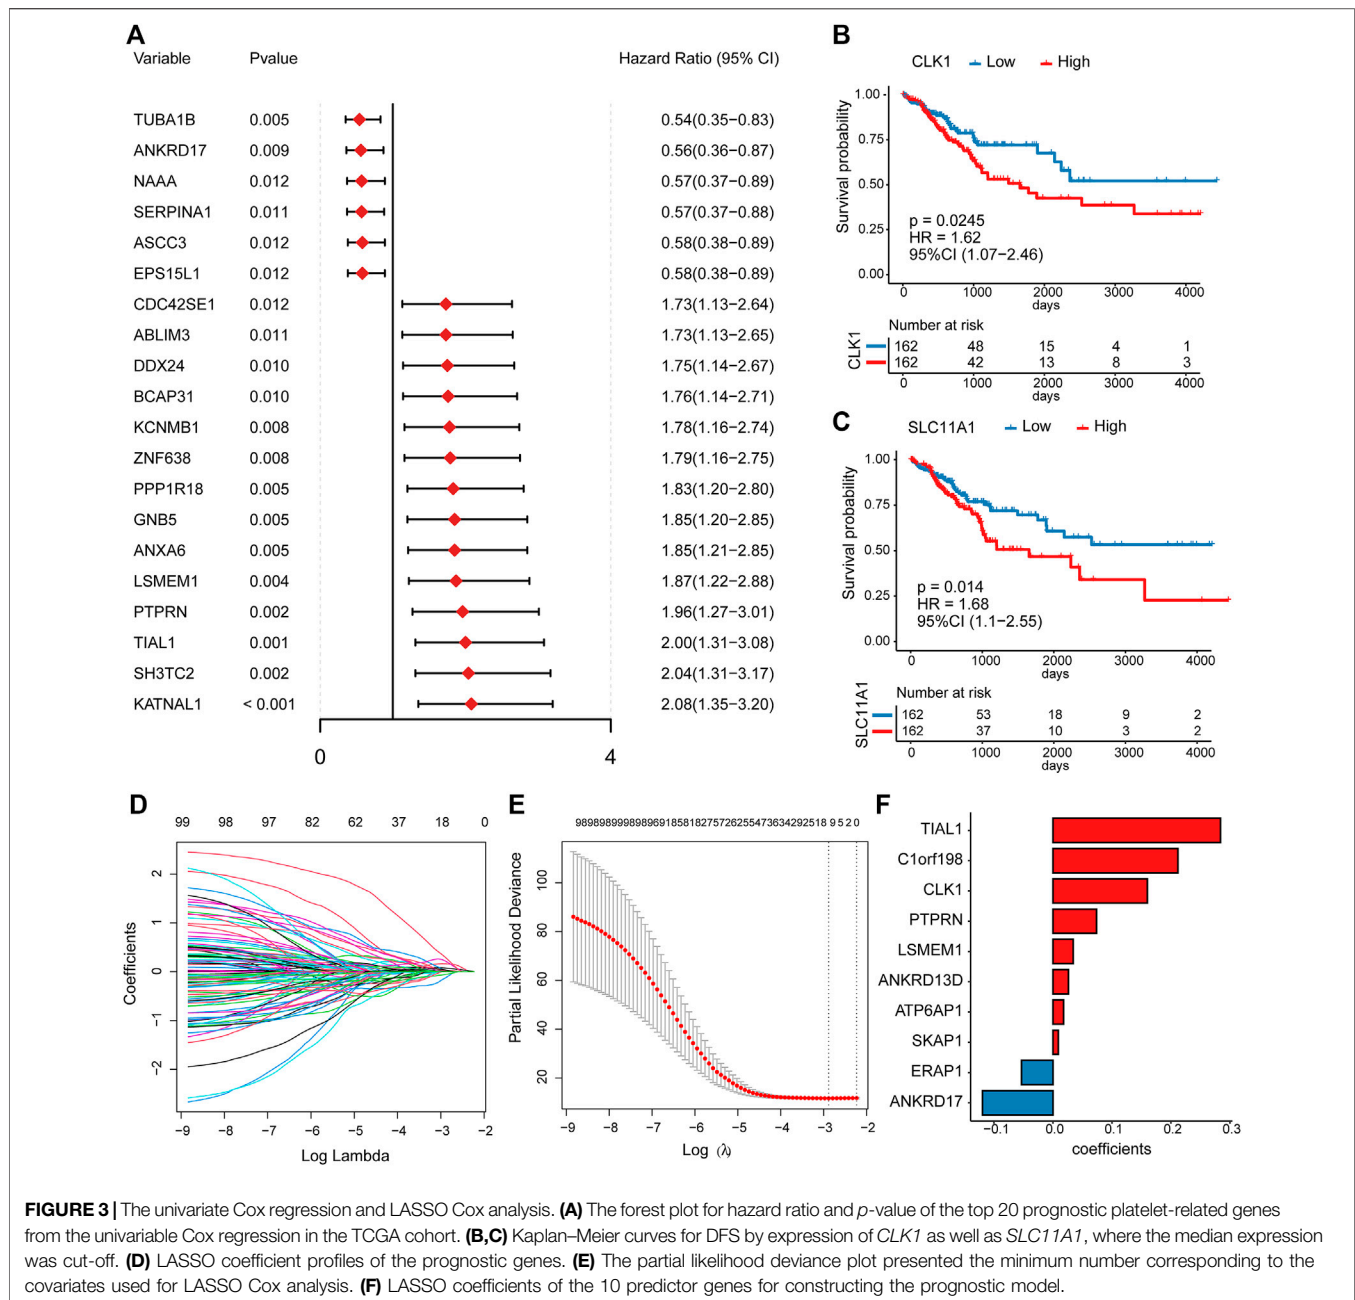 A
Variable Pvalue Hazard Ratio (95% CI)
TUBA1B 0.005 0.54(0.35−0.83)
ANKRD17 0.009 0.56(0.36−0.87)
NAAA 0.012 0.57(0.37−0.89)
SERPINA1 0.011 0.57(0.37−0.88)
ASCC3 0.012 0.58(0.38−0.89)
EPS15L1 0.012 0.58(0.38−0.89)
CDC42SE1 0.012 1.73(1.13−2.64)
ABLIM3 0.011 1.73(1.13−2.65)
DDX24 0.010 1.75(1.14−2.67)
BCAP31 0.010 1.76(1.14−2.71)
KCNMB1 0.008 1.78(1.16−2.74)
ZNF638 0.008 1.79(1.16−2.75)
PPP1R18 0.005 1.83(1.20−2.80)
GNB5 0.005 1.85(1.20−2.85)
ANXA6 0.005 1.85(1.21−2.85)
LSMEM1 0.004 1.87(1.22−2.88)
PTPRN 0.002 1.96(1.27−3.01)
TIAL1 0.001 2.00(1.31−3.08)
SH3TC2 0.002 2.04(1.31−3.17)
KATNAL1 < 0.001 2.08(1.35−3.20)
0 4
B
CLK1 Low High
Survival probability
1.00
0.75
0.50
0.25
0.00
p = 0.0245
HR = 1.62
95%CI (1.07−2.46)
0 1000 2000 3000 4000
days
Number at risk
CLK1
162 48 15 4 1
162 42 13 8 3
0 1000 2000 3000 4000
days
C
SLC11A1 Low High
Survival probability
1.00
0.75
0.50
0.25
0.00
p = 0.014
HR = 1.68
95%CI (1.1−2.55)
0 1000 2000 3000 4000
days
Number at risk
SLC11A1
162 53 18 9 2
162 37 10 3 2
0 1000 2000 3000 4000
days
D
99 98 97 82 62 37 18 0
Coefficients
2
1
0
−1
−2
−9 −8 −7 −6 −5 −4 −3 −2
Log Lambda
E
9898989998969185818275726255473634292518 9 5 2 0
Partial Likelihood Deviance
100
80
60
40
20
−9 −8 −7 −6 −5 −4 −3 −2
Log (λ)
F
TIAL1
C1orf198
CLK1
PTPRN
LSMEM1
ANKRD13D
ATP6AP1
SKAP1
ERAP1
ANKRD17
−0.1 0.0 0.1 0.2 0.3
coefficients
FIGURE 3 | The univariate Cox regression and LASSO Cox analysis. (A) The forest plot for hazard ratio and p-value of the top 20 prognostic platelet-related genes
from the univariable Cox regression in the TCGA cohort. (B,C) Kaplan–Meier curves for DFS by expression of CLK1 as well as SLC11A1, where the median expression
was cut-off. (D) LASSO coefficient profiles of the prognostic genes. (E) The partial likelihood deviance plot presented the minimum number corresponding to the
covariates used for LASSO Cox analysis. (F) LASSO coefficients of the 10 predictor genes for constructing the prognostic model.